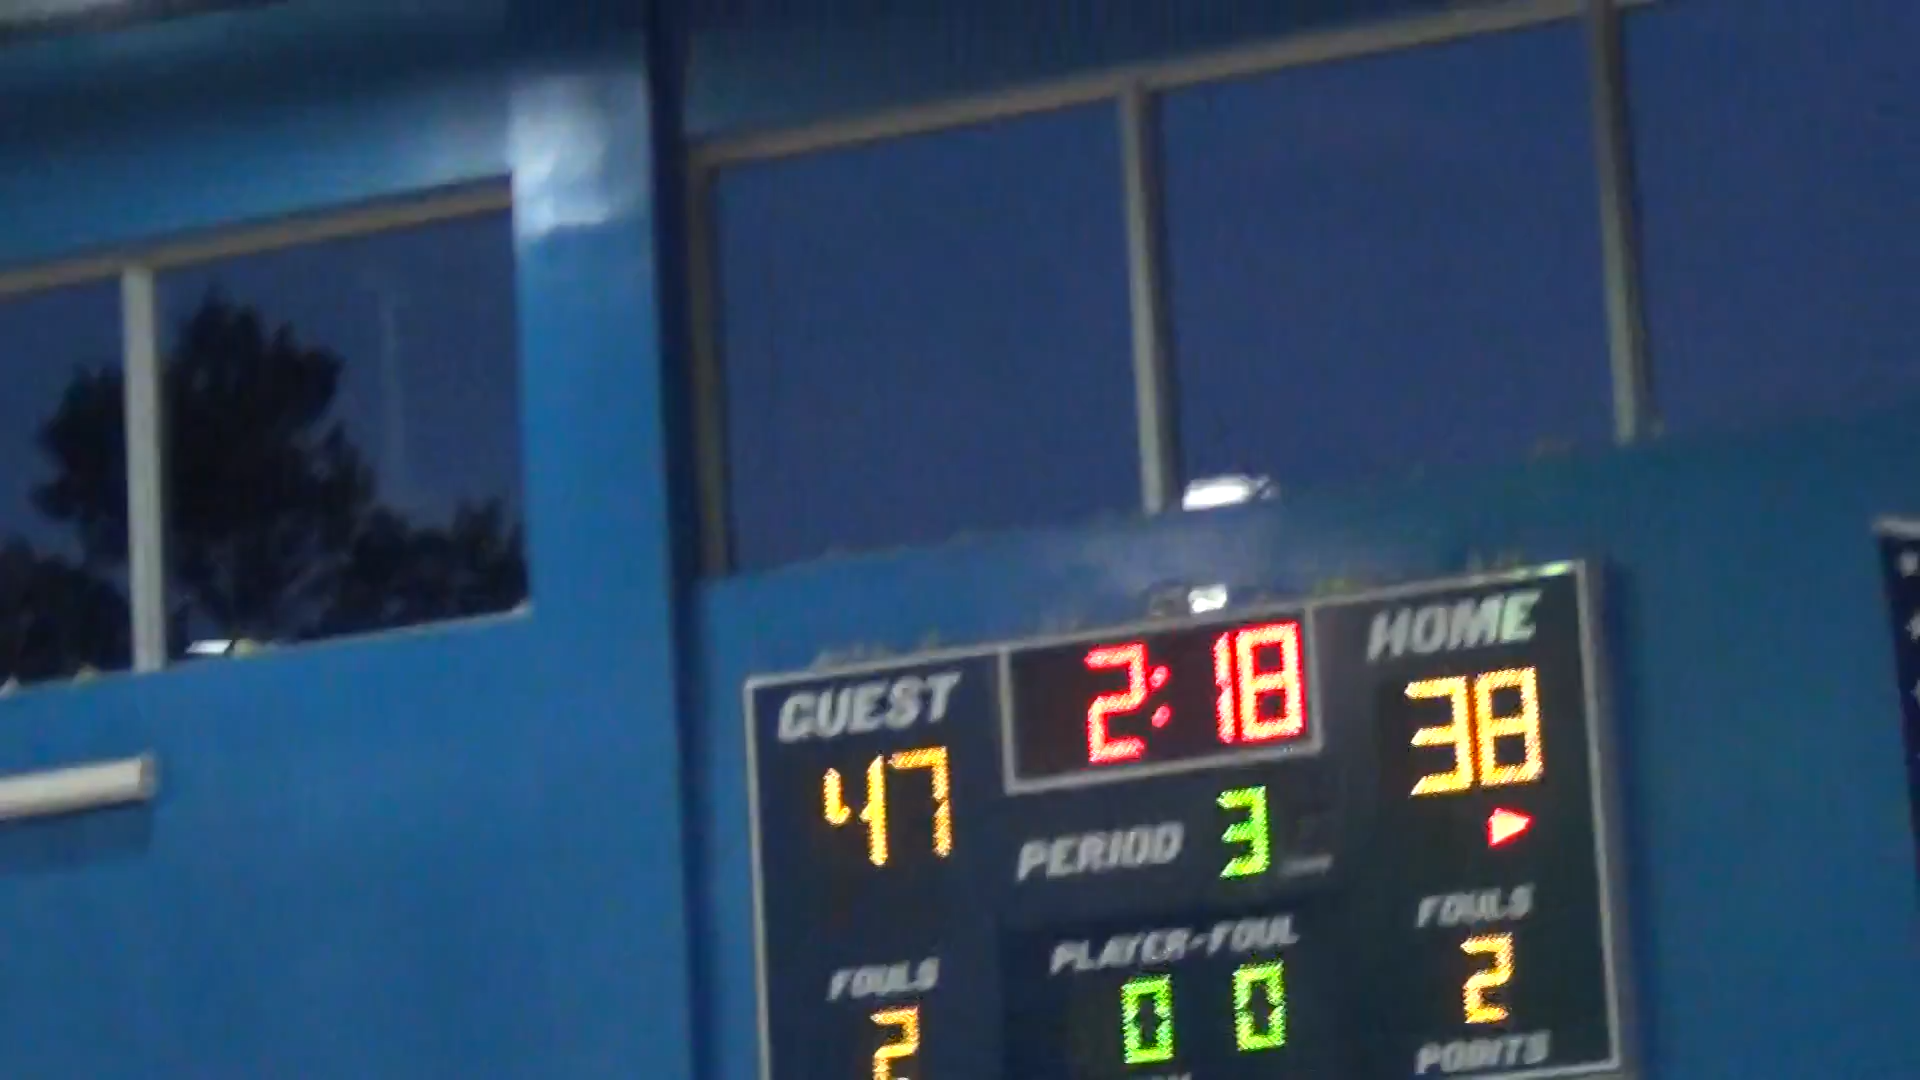 GUEST 2:18 HOME
47 38
PERIOD 3
FOULS PLAYER-FOUL FOULS
2 0 0 2
POINTS